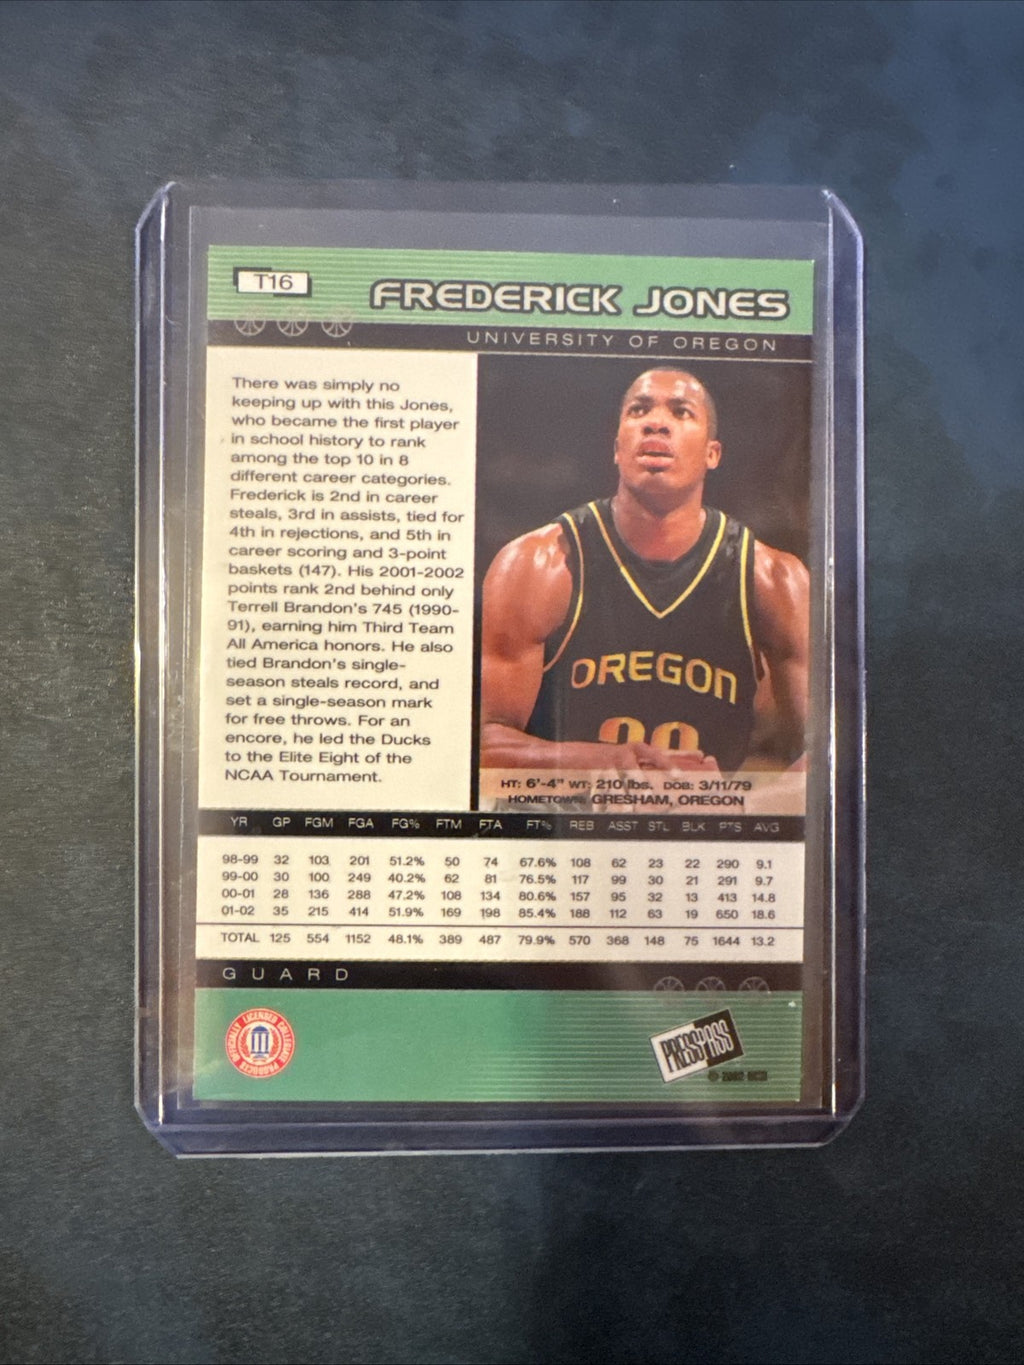 T16
FREDERICK JONES
UNIVERSITY OF OREGON
There was simply no
keeping up with this Jones,
who became the first player
in school history to rank
among the top 10 in 8
different career categories.
Frederick is 2nd in career
steals, 3rd in assists, tied for
4th in rejections, and 5th in
career scoring and 3-point
baskets (147). His 2001-2002
points rank 2nd behind only
Terrell Brandon's 745 (1990-
91), earning him Third Team
All America honors. He also
tied Brandon's single-
season steals record, and
set a single-season mark
for free throws. For an
encore, he led the Ducks
to the Elite Eight of the
NCAA Tournament.
OREGON
HT: 6'-4" WT: 210 lbs. DOB: 3/11/79
HOMETOWN: GRESHAM, OREGON
YR GP FGM FGA FG% FTM FTA FT% REB ASST STL BLK PTS AVG
98-99 32 103 201 51.2% 50 74 67.6% 108 62 23 22 290 9.1
99-00 30 100 249 40.2% 62 81 76.5% 117 99 30 21 291 9.7
00-01 28 136 288 47.2% 108 134 80.6% 157 95 32 13 413 14.8
01-02 35 215 414 51.9% 169 198 85.4% 188 112 63 19 650 18.6
TOTAL 125 554 1152 48.1% 389 487 79.9% 570 368 148 75 1644 13.2
GUARD
OFFICIALLY LICENSED COLLEGIATE PRODUCTS
PRESS PASS
© 2002